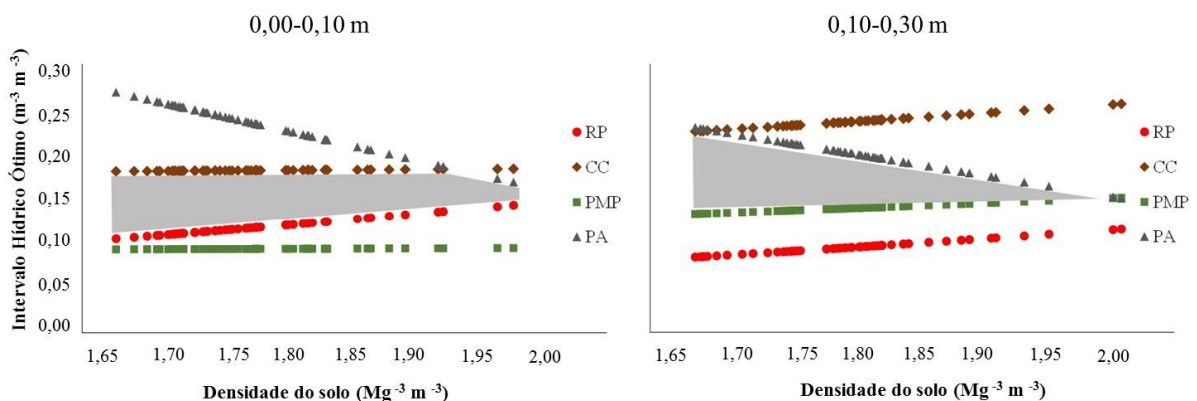 0,00-0,10 m
0,10-0,30 m
Intervalo Hídrico Ótimo (m⁻³ m⁻³)
0,30
0,25
0,20
0,15
0,10
0,05
0,00
RP
CC
PMP
PA
RP
CC
PMP
PA
1,65 1,70 1,75 1,80 1,85 1,90 1,95 2,00
1,65 1,70 1,75 1,80 1,85 1,90 1,95 2,00
Densidade do solo (Mg⁻³ m⁻³)
Densidade do solo (Mg⁻³ m⁻³)